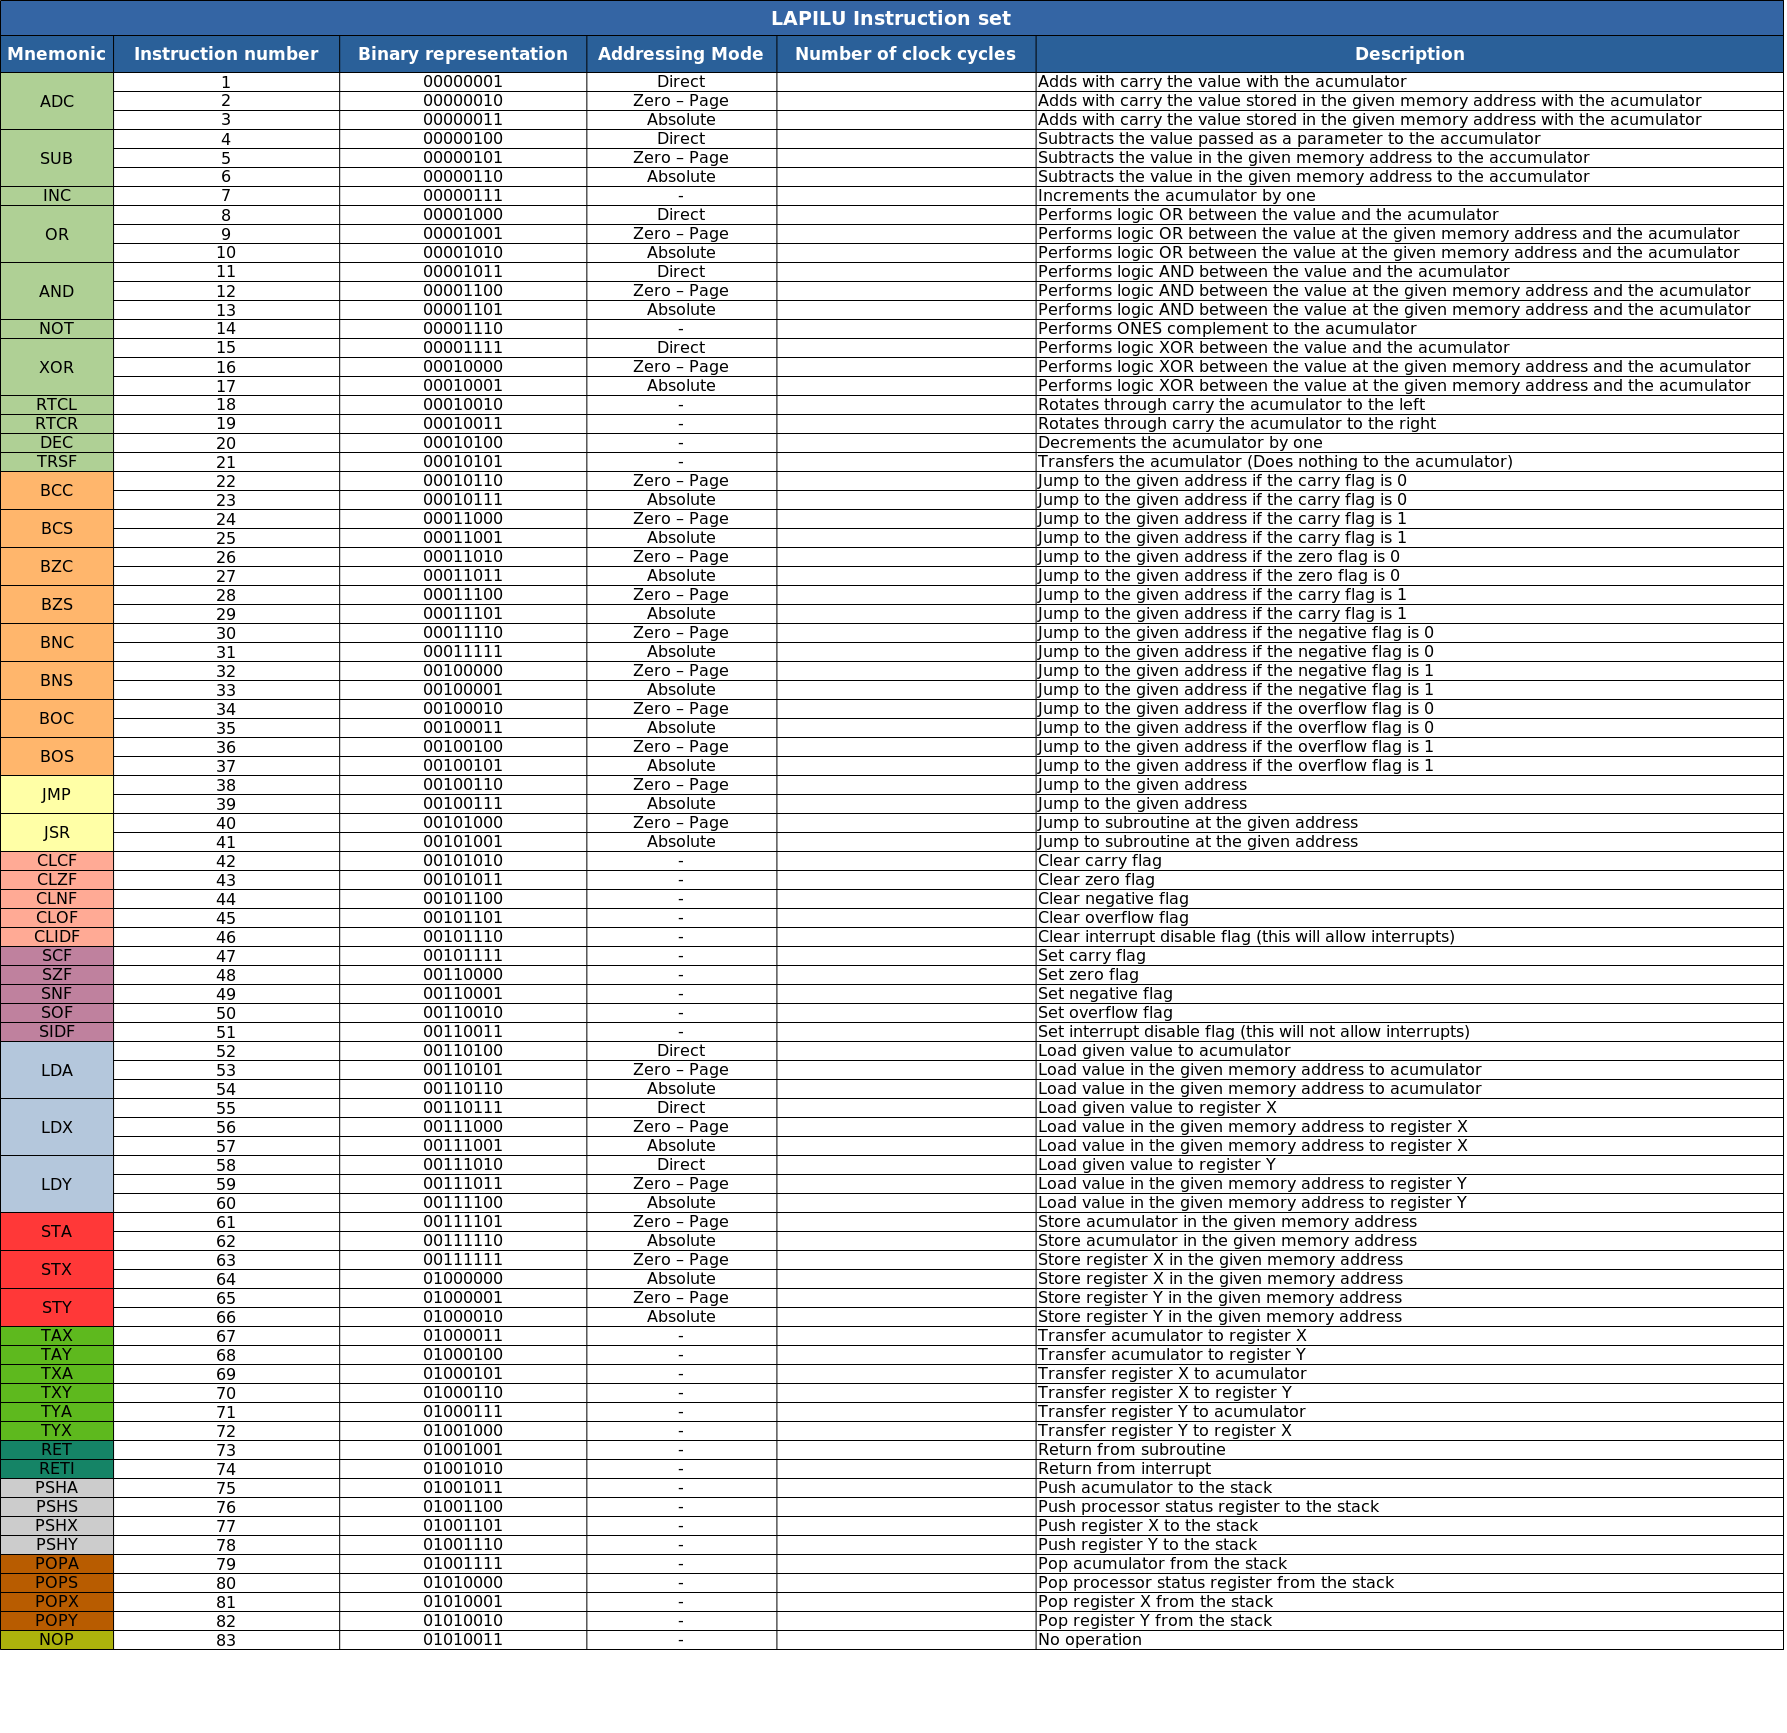 LAPILU Instruction set
Mnemonic Instruction number Binary representation Addressing Mode Number of clock cycles Description
ADC 1 00000001 Direct Adds with carry the value with the acumulator
2 00000010 Zero – Page Adds with carry the value stored in the given memory address with the acumulator
3 00000011 Absolute Adds with carry the value stored in the given memory address with the acumulator
SUB 4 00000100 Direct Subtracts the value passed as a parameter to the accumulator
5 00000101 Zero – Page Subtracts the value in the given memory address to the accumulator
6 00000110 Absolute Subtracts the value in the given memory address to the accumulator
INC 7 00000111 - Increments the acumulator by one
OR 8 00001000 Direct Performs logic OR between the value and the acumulator
9 00001001 Zero – Page Performs logic OR between the value at the given memory address and the acumulator
10 00001010 Absolute Performs logic OR between the value at the given memory address and the acumulator
AND 11 00001011 Direct Performs logic AND between the value and the acumulator
12 00001100 Zero – Page Performs logic AND between the value at the given memory address and the acumulator
13 00001101 Absolute Performs logic AND between the value at the given memory address and the acumulator
NOT 14 00001110 - Performs ONES complement to the acumulator
XOR 15 00001111 Direct Performs logic XOR between the value and the acumulator
16 00010000 Zero – Page Performs logic XOR between the value at the given memory address and the acumulator
17 00010001 Absolute Performs logic XOR between the value at the given memory address and the acumulator
RTCL 18 00010010 - Rotates through carry the acumulator to the left
RTCR 19 00010011 - Rotates through carry the acumulator to the right
DEC 20 00010100 - Decrements the acumulator by one
TRSF 21 00010101 - Transfers the acumulator (Does nothing to the acumulator)
BCC 22 00010110 Zero – Page Jump to the given address if the carry flag is 0
23 00010111 Absolute Jump to the given address if the carry flag is 0
BCS 24 00011000 Zero – Page Jump to the given address if the carry flag is 1
25 00011001 Absolute Jump to the given address if the carry flag is 1
BZC 26 00011010 Zero – Page Jump to the given address if the zero flag is 0
27 00011011 Absolute Jump to the given address if the zero flag is 0
BZS 28 00011100 Zero – Page Jump to the given address if the carry flag is 1
29 00011101 Absolute Jump to the given address if the carry flag is 1
BNC 30 00011110 Zero – Page Jump to the given address if the negative flag is 0
31 00011111 Absolute Jump to the given address if the negative flag is 0
BNS 32 00100000 Zero – Page Jump to the given address if the negative flag is 1
33 00100001 Absolute Jump to the given address if the negative flag is 1
BOC 34 00100010 Zero – Page Jump to the given address if the overflow flag is 0
35 00100011 Absolute Jump to the given address if the overflow flag is 0
BOS 36 00100100 Zero – Page Jump to the given address if the overflow flag is 1
37 00100101 Absolute Jump to the given address if the overflow flag is 1
JMP 38 00100110 Zero – Page Jump to the given address
39 00100111 Absolute Jump to the given address
JSR 40 00101000 Zero – Page Jump to subroutine at the given address
41 00101001 Absolute Jump to subroutine at the given address
CLCF 42 00101010 - Clear carry flag
CLZF 43 00101011 - Clear zero flag
CLNF 44 00101100 - Clear negative flag
CLOF 45 00101101 - Clear overflow flag
CLIDF 46 00101110 - Clear interrupt disable flag (this will allow interrupts)
SCF 47 00101111 - Set carry flag
SZF 48 00110000 - Set zero flag
SNF 49 00110001 - Set negative flag
SOF 50 00110010 - Set overflow flag
SIDF 51 00110011 - Set interrupt disable flag (this will not allow interrupts)
LDA 52 00110100 Direct Load given value to acumulator
53 00110101 Zero – Page Load value in the given memory address to acumulator
54 00110110 Absolute Load value in the given memory address to acumulator
LDX 55 00110111 Direct Load given value to register X
56 00111000 Zero – Page Load value in the given memory address to register X
57 00111001 Absolute Load value in the given memory address to register X
LDY 58 00111010 Direct Load given value to register Y
59 00111011 Zero – Page Load value in the given memory address to register Y
60 00111100 Absolute Load value in the given memory address to register Y
STA 61 00111101 Zero – Page Store acumulator in the given memory address
62 00111110 Absolute Store acumulator in the given memory address
STX 63 00111111 Zero – Page Store register X in the given memory address
64 01000000 Absolute Store register X in the given memory address
STY 65 01000001 Zero – Page Store register Y in the given memory address
66 01000010 Absolute Store register Y in the given memory address
TAX 67 01000011 - Transfer acumulator to register X
TAY 68 01000100 - Transfer acumulator to register Y
TXA 69 01000101 - Transfer register X to acumulator
TXY 70 01000110 - Transfer register X to register Y
TYA 71 01000111 - Transfer register Y to acumulator
TYX 72 01001000 - Transfer register Y to register X
RET 73 01001001 - Return from subroutine
RETI 74 01001010 - Return from interrupt
PSHA 75 01001011 - Push acumulator to the stack
PSHS 76 01001100 - Push processor status register to the stack
PSHX 77 01001101 - Push register X to the stack
PSHY 78 01001110 - Push register Y to the stack
POPA 79 01001111 - Pop acumulator from the stack
POPS 80 01010000 - Pop processor status register from the stack
POPX 81 01010001 - Pop register X from the stack
POPY 82 01010010 - Pop register Y from the stack
NOP 83 01010011 - No operation